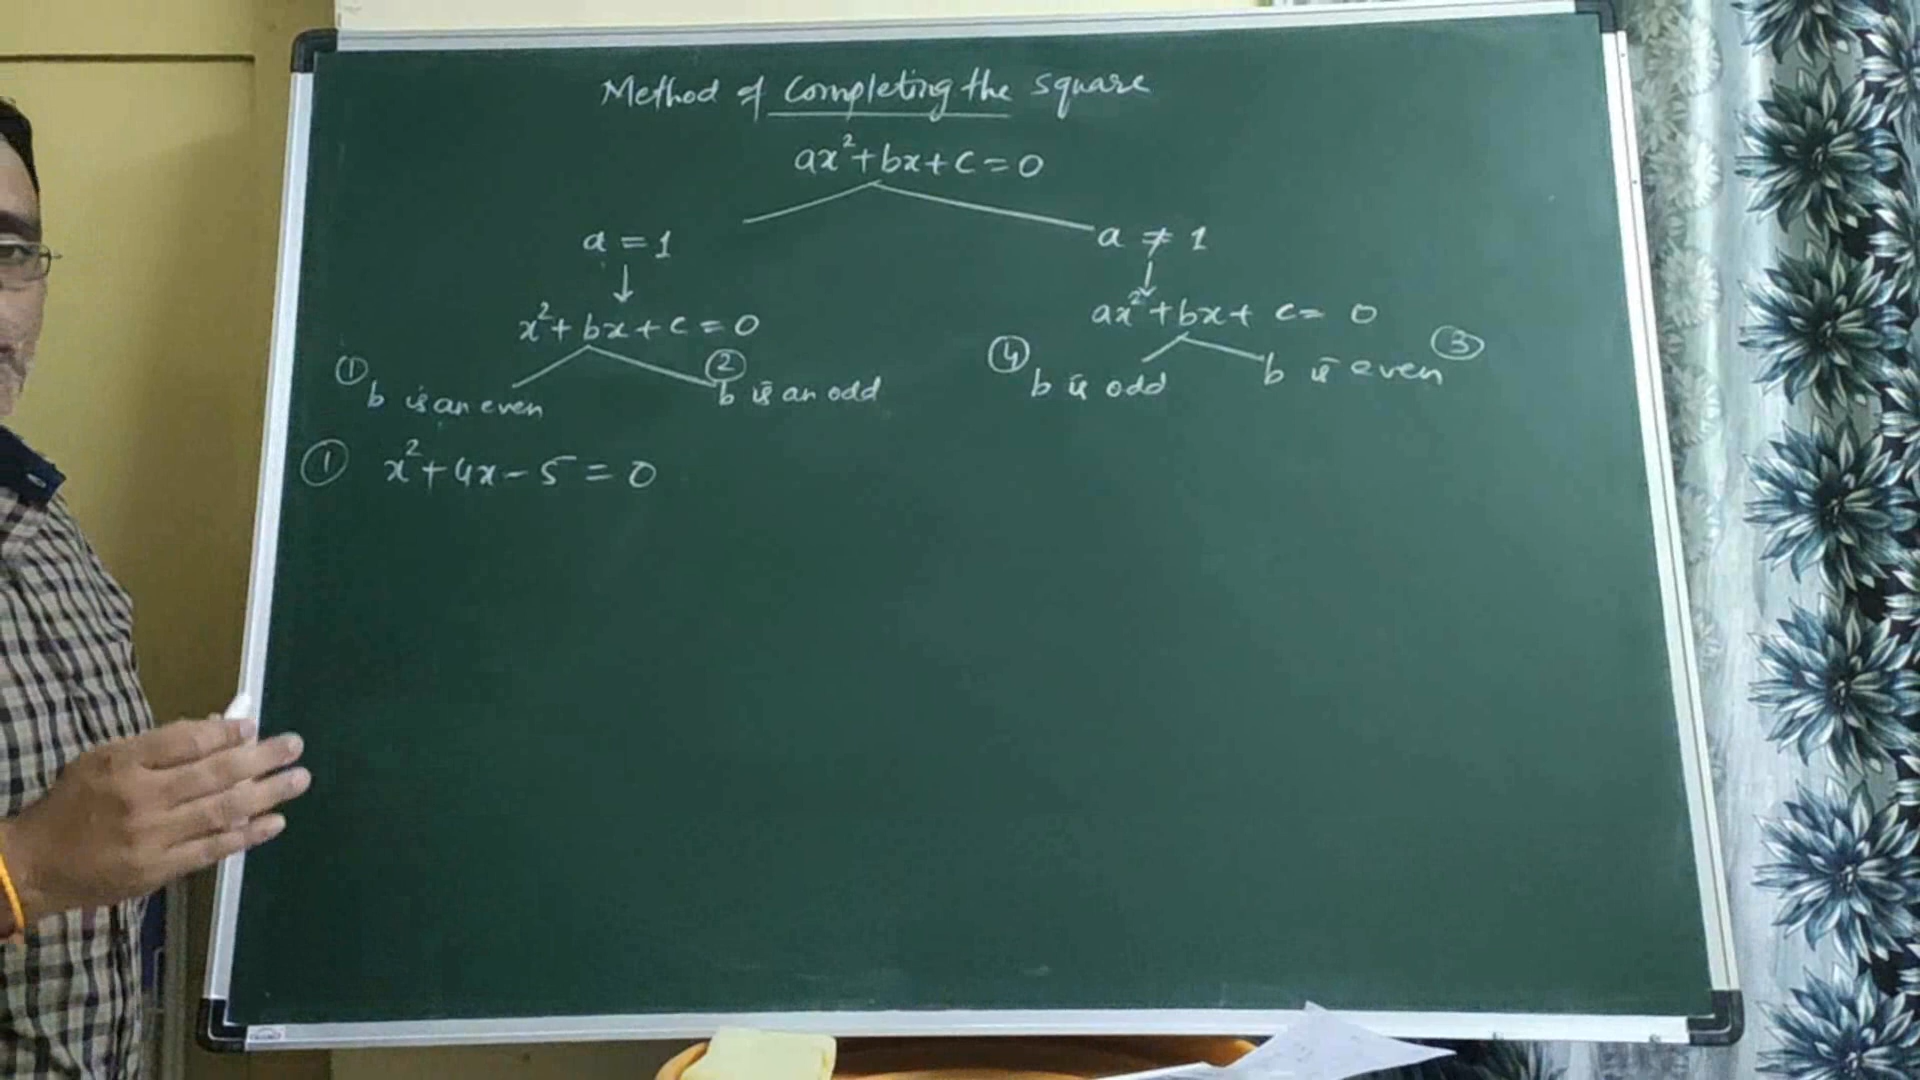 Method of Completing the square
ax²+bx+c=0
a = 1
a ≠ 1
x²+bx+c=0
ax²+bx+c=0
① b is an even
② b is an odd
④ b is odd
b is even ③
① x²+4x-5=0